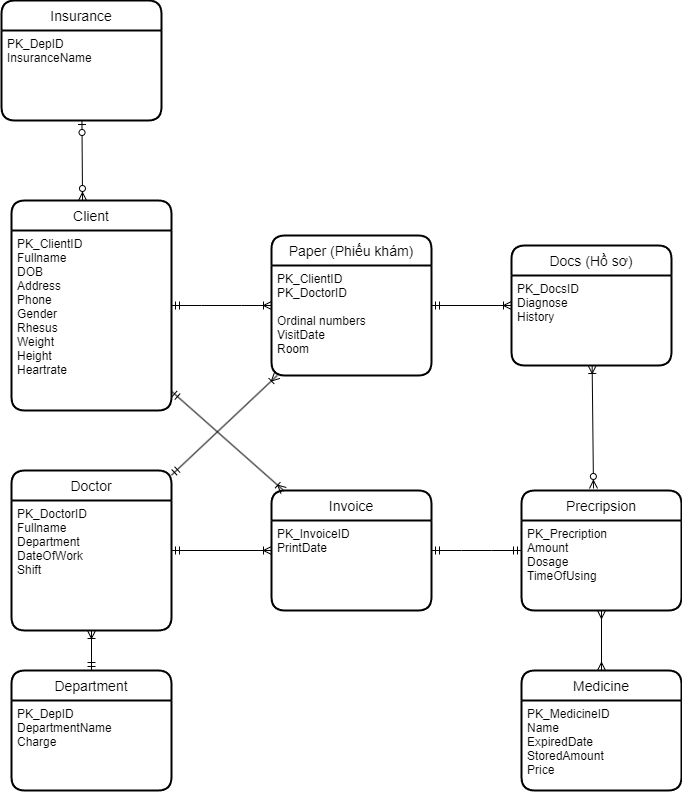 Insurance
PK_DepID
InsuranceName
Client
PK_ClientID
Fullname
DOB
Address
Phone
Gender
Rhesus
Weight
Height
Heartrate
Paper (Phiếu khám)
PK_ClientID
PK_DoctorID
Ordinal numbers
VisitDate
Room
Docs (Hồ sơ)
PK_DocsID
Diagnose
History
Doctor
PK_DoctorID
Fullname
Department
DateOfWork
Shift
Invoice
PK_InvoiceID
PrintDate
Precripsion
PK_Precription
Amount
Dosage
TimeOfUsing
Department
PK_DepID
DepartmentName
Charge
Medicine
PK_MedicineID
Name
ExpiredDate
StoredAmount
Price